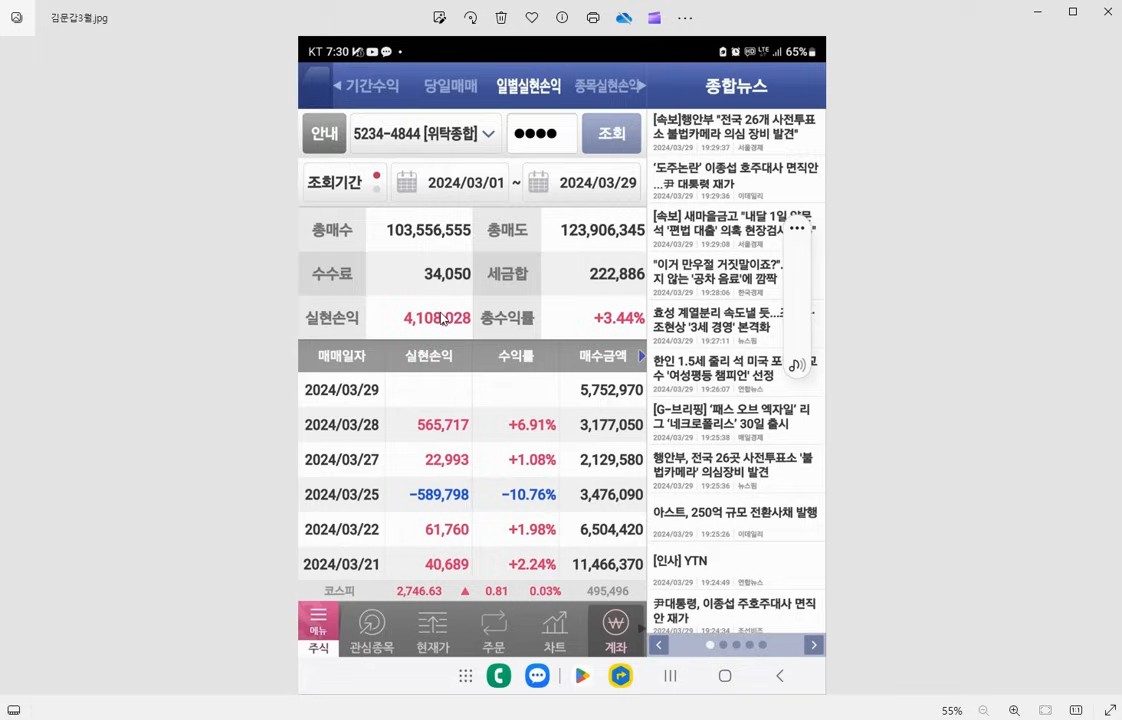 김문갑3월.jpg
KT 7:30
LTE 65%
기간수익 당일매매 일별실현손익 종목실현손익
종합뉴스
안내 5234-4844 [위탁종합] ●●●● 조회
조회기간 2024/03/01 ~ 2024/03/29
총매수 103,556,555 총매도 123,906,345
수수료 34,050 세금합 222,886
실현손익 4,108,028 총수익률 +3.44%
매매일자 실현손익 수익률 매수금액
2024/03/29 5,752,970
2024/03/28 565,717 +6.91% 3,177,050
2024/03/27 22,993 +1.08% 2,129,580
2024/03/25 -589,798 -10.76% 3,476,090
2024/03/22 61,760 +1.98% 6,504,420
2024/03/21 40,689 +2.24% 11,466,370
코스피 2,746.63 ▲ 0.81 0.03% 495,496
메뉴
주식 관심종목 현재가 주문 차트 계좌
[속보]행안부 "전국 26개 사전투표
소 불법카메라 의심 장비 발견"
2024/03/29 19:29:37 서울경제
'도주논란' 이종섭 호주대사 면직안
…尹 대통령 재가
2024/03/29 19:29:36 이데일리
[속보] 새마을금고 "내달 1일
석 '편법 대출' 의혹 현장검사
2024/03/29 19:29:08 서울경제
"이거 만우절 거짓말이죠?".
지 않는 '공차 음료'에 깜짝
2024/03/29 19:28:06 한국경제
효성 계열분리 속도낼 듯…
조현상 '3세 경영' 본격화
2024/03/29 19:27:11 뉴스핌
한인 1.5세 줄리 석 미국 포 교
수 '여성평등 챔피언' 선정
2024/03/29 19:26:07 연합뉴스
[G-브리핑] '패스 오브 엑자일' 리
그 '네크로폴리스' 30일 출시
2024/03/29 19:25:38 매일경제
행안부, 전국 26곳 사전투표소 '불
법카메라' 의심장비 발견
2024/03/29 19:25:36 뉴스핌
아스트, 250억 규모 전환사채 발행
2024/03/29 19:25:26 이데일리
[인사] YTN
2024/03/29 19:24:49 연합뉴스
尹대통령, 이종섭 주호주대사 면직
안 재가
2024/03/29 19:24:34 조선비즈
55%